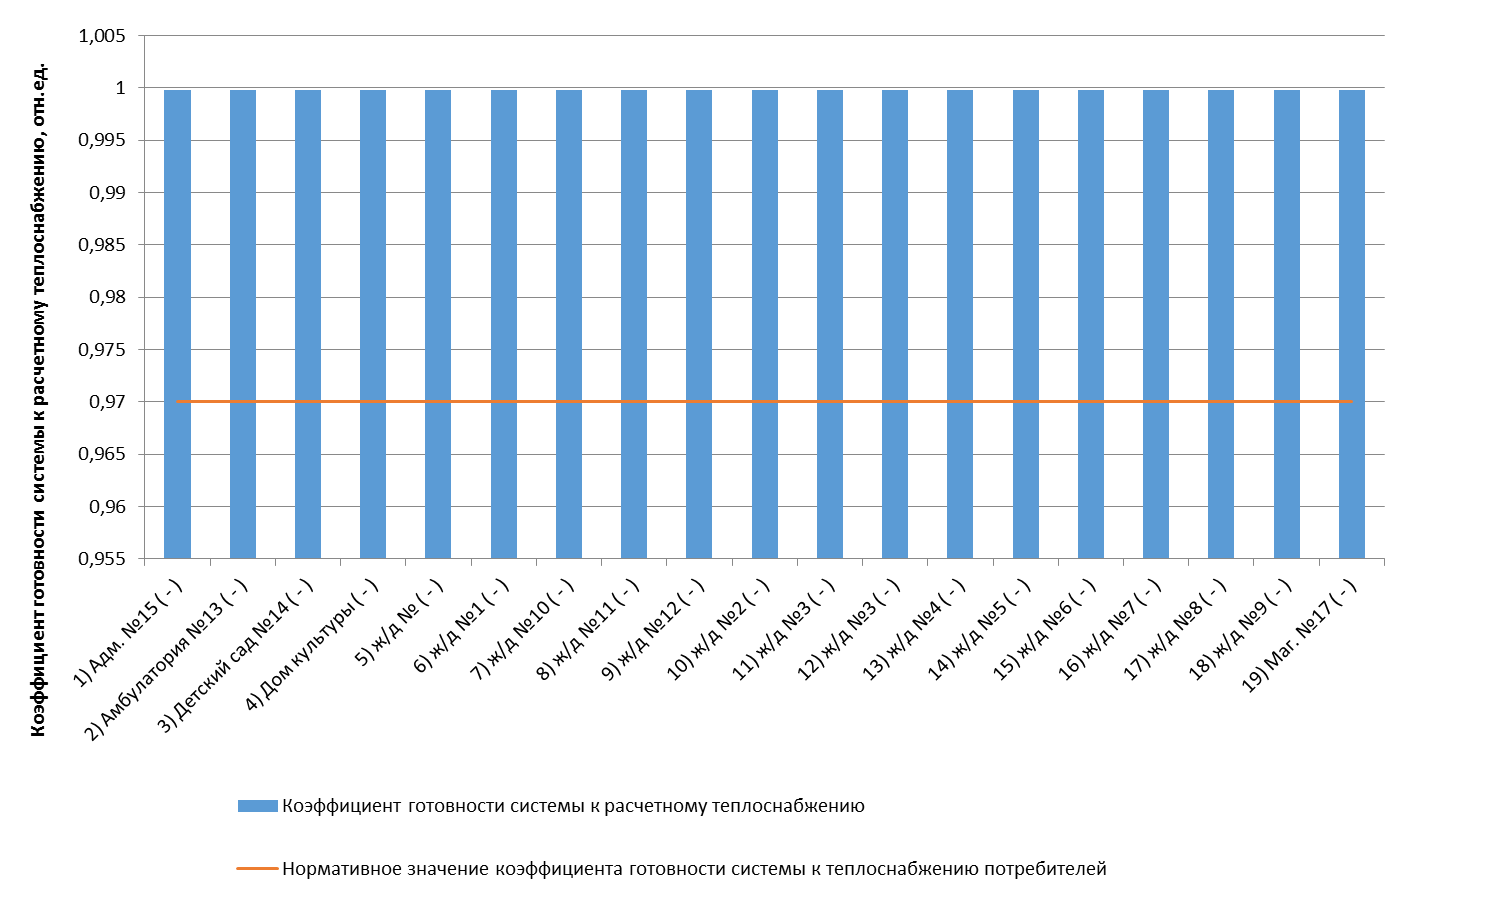 Коэффициент готовности системы к расчетному теплоснабжению, отн.ед.
1,005
1
0,995
0,99
0,985
0,98
0,975
0,97
0,965
0,96
0,955
1) Адм. №15 ( - )
2) Амбулатория №13 ( - )
3) Детский сад №14 ( - )
4) Дом культуры ( - )
5) ж/д № ( - )
6) ж/д №1 ( - )
7) ж/д №10 ( - )
8) ж/д №11 ( - )
9) ж/д №12 ( - )
10) ж/д №2 ( - )
11) ж/д №3 ( - )
12) ж/д №3 ( - )
13) ж/д №4 ( - )
14) ж/д №5 ( - )
15) ж/д №6 ( - )
16) ж/д №7 ( - )
17) ж/д №8 ( - )
18) ж/д №9 ( - )
19) Маг. №17 ( - )
Коэффициент готовности системы к расчетному теплоснабжению
Нормативное значение коэффициента готовности системы к теплоснабжению потребителей